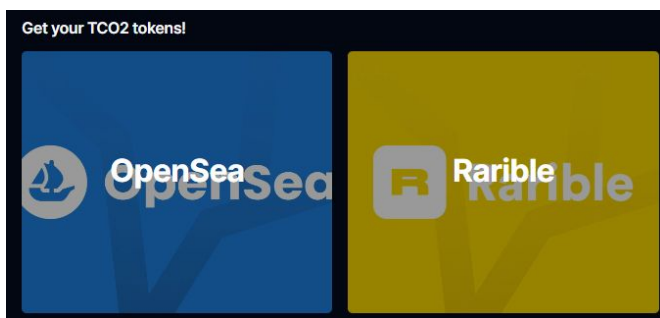 Get your TCO2 tokens!
OpenSea
OpenSea
Rarible
R Rarible